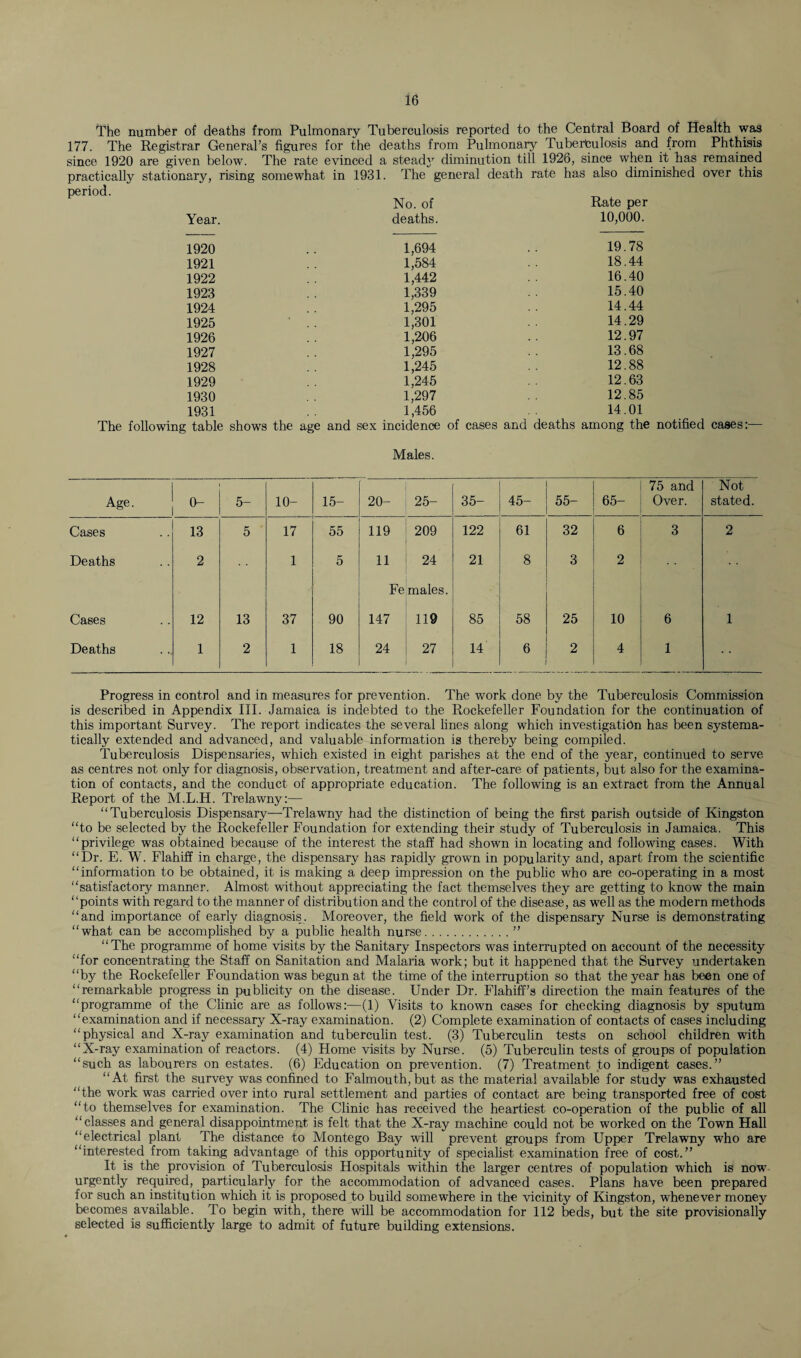 16
The number of deaths from Pulmonary Tuberculosis reported to the Central Board of Health was
177. The Registrar General's figures for the deaths from Pulmonary Tuberculosis and from Phthisis
since 1920 are given below. The rate evinced a steady diminution till 1926, since when it has remained
practically stationary, rising somewhat in 1931. The general death rate has also diminished over this
period.
Year. No. of deaths. Rate per 10,000.
1920 .. 1,694 .. 19.78
1921 .. 1,584 .. 18.44
1922 .. 1,442 .. 16.40
1923 .. 1,339 .. 15.40
1924 .. 1,295 .. 14.44
1925 .. 1,301 .. 14.29
1926 .. 1,206 .. 12.97
1927 .. 1,295 .. 13.68
1928 .. 1,245 .. 12.88
1929 .. 1,245 .. 12.63
1930 .. 1,297 .. 12.85
1931 .. 1,456 .. 14.01
The following table shows the age and sex incidence of cases and deaths among the notified cases:—
Males.
Age. 0- 5- 10- 15- 20- 25- 35- 45- 55- 65- 75 and Over. Not stated.
Cases .. 13 5 17 55 119 209 122 61 32 6 3 2
Deaths .. 2 .. 1 5 11 24 21 8 3 2 .. ..
Females.
Cases .. 12 13 37 90 147 119 85 58 25 10 6 1
Deaths .. 1 2 1 18 24 27 14 6 2 4 1 ..
Progress in control and in measures for prevention. The work done by the Tuberculosis Commission
is described in Appendix III. Jamaica is indebted to the Rockefeller Foundation for the continuation of
this important Survey. The report indicates the several lines along which investigation has been systema-
tically extended and advanced, and valuable information is thereby being compiled.
Tuberculosis Dispensaries, which existed in eight parishes at the end of the year, continued to serve
as centres not only for diagnosis, observation, treatment and after-care of patients, but also for the examina-
tion of contacts, and the conduct of appropriate education. The following is an extract from the Annual
Report of the M.L.H. Trelawny:—
"Tuberculosis Dispensary—Trelawny had the distinction of being the first parish outside of Kingston
"to be selected by the Rockefeller Foundation for extending their study of Tuberculosis in Jamaica. This
"privilege was obtained because of the interest the staff had shown in locating and following cases. With
"Dr. E. W. Flahiff in charge, the dispensary has rapidly grown in popularity and, apart from the scientific
"information to be obtained, it is making a deep impression on the public who are co-operating in a most
"satisfactory manner. Almost without appreciating the fact themselves they are getting to know the main
"points with regard to the manner of distribution and the control of the disease, as well as the modern methods
"and importance of early diagnosis. Moreover, the field work of the dispensary Nurse is demonstrating
"what can be accomplished by a public health nurse............"
"The programme of home visits by the Sanitary Inspectors was interrupted on account of the necessity
"for concentrating the Staff on Sanitation and Malaria work; but it happened that the Survey undertaken
"by the Rockefeller Foundation was begun at the time of the interruption so that the year has been one of
"remarkable progress in publicity on the disease. Under Dr. Flahiff's direction the main features of the
"programme of the Clinic are as follows:—(1) Visits to known cases for checking diagnosis by sputum
"examination and if necessary X-ray examination. (2) Complete examination of contacts of cases including
"physical and X-ray examination and tuberculin test. (3) Tuberculin tests on school children with
"X-ray examination of reactors. (4) Home visits by Nurse. (5) Tuberculin tests of groups of population
"such as labourers on estates. (6) Education on prevention. (7) Treatment to indigent cases."
"At first the survey was confined to Falmouth, but as the material available for study was exhausted
"the work was carried over into rural settlement and parties of contact are being transported free of cost
"to themselves for examination. The Clinic has received the heartiest co-operation of the public of all
"classes and general disappointment is felt that the X-ray machine could not be worked on the Town Hall
"electrical plant The distance to Montego Bay will prevent groups from Upper Trelawny who are
"interested from taking advantage of this opportunity of specialist examination free of cost."
It is the provision of Tuberculosis Hospitals within the larger centres of population which is now
urgently required, particularly for the accommodation of advanced cases. Plans have been prepared
for such an institution which it is proposed to build somewhere in the vicinity of Kingston, whenever money
becomes available. To begin with, there will be accommodation for 112 beds, but the site provisionally
selected is sufficiently large to admit of future building extensions.